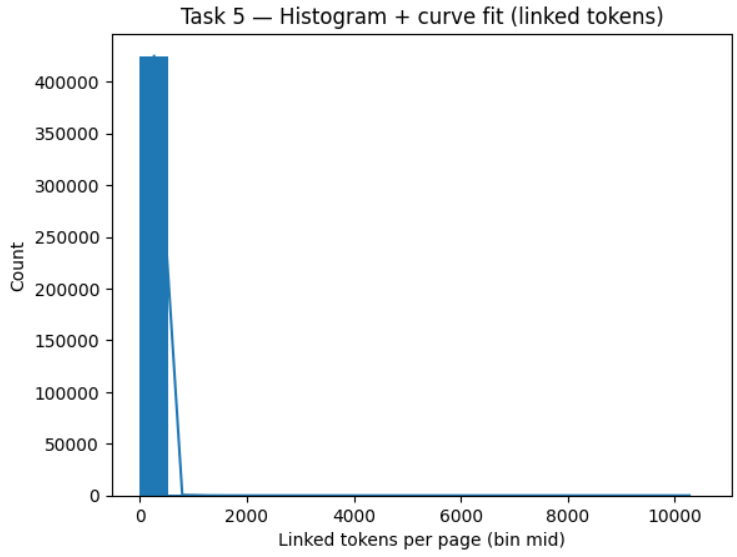 Task 5 — Histogram + curve fit (linked tokens)
400000
350000
300000
250000
200000
150000
100000
50000
0
Count
0 2000 4000 6000 8000 10000
Linked tokens per page (bin mid)